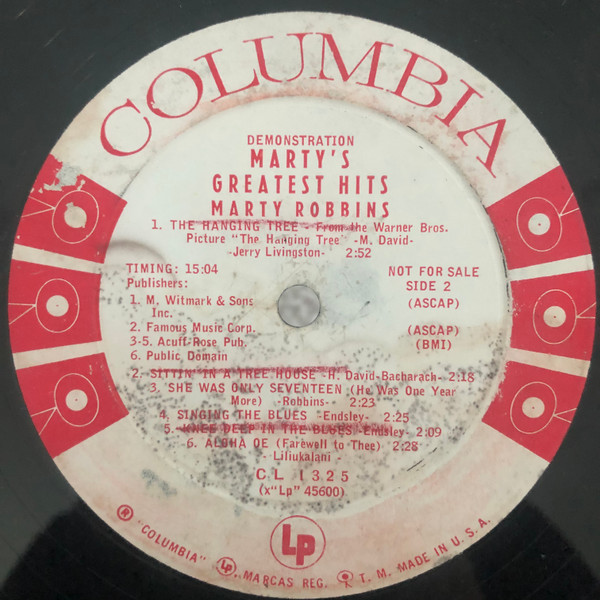 COLUMBIA
DEMONSTRATION
MARTY'S
GREATEST HITS
MARTY ROBBINS
1. THE HANGING TREE - From the Warner Bros.
Picture "The Hanging Tree" -M. David-
-Jerry Livingston- 2:52
TIMING: 15:04
NOT FOR SALE
SIDE 2
Publishers:
1. M. Witmark & Sons Inc. (ASCAP)
2. Famous Music Corp. (ASCAP)
3-5. Acuff-Rose Pub. (BMI)
6. Public Domain
2. SITTIN' IN A TREE HOUSE -H. David-Bacharach- 2:18
3. SHE WAS ONLY SEVENTEEN (He Was One Year
More) -Robbins- 2:23
4. SINGING THE BLUES -Endsley- 2:25
5. KNEE DEEP IN THE BLUES -Endsley- 2:09
6. ALOHA OE (Farewell to Thee) 2:28
-Liliukalani-
CL 1325
(x"Lp" 45600)
Lp
® "COLUMBIA" Lp MARCAS REG. T. M. MADE IN U. S. A.